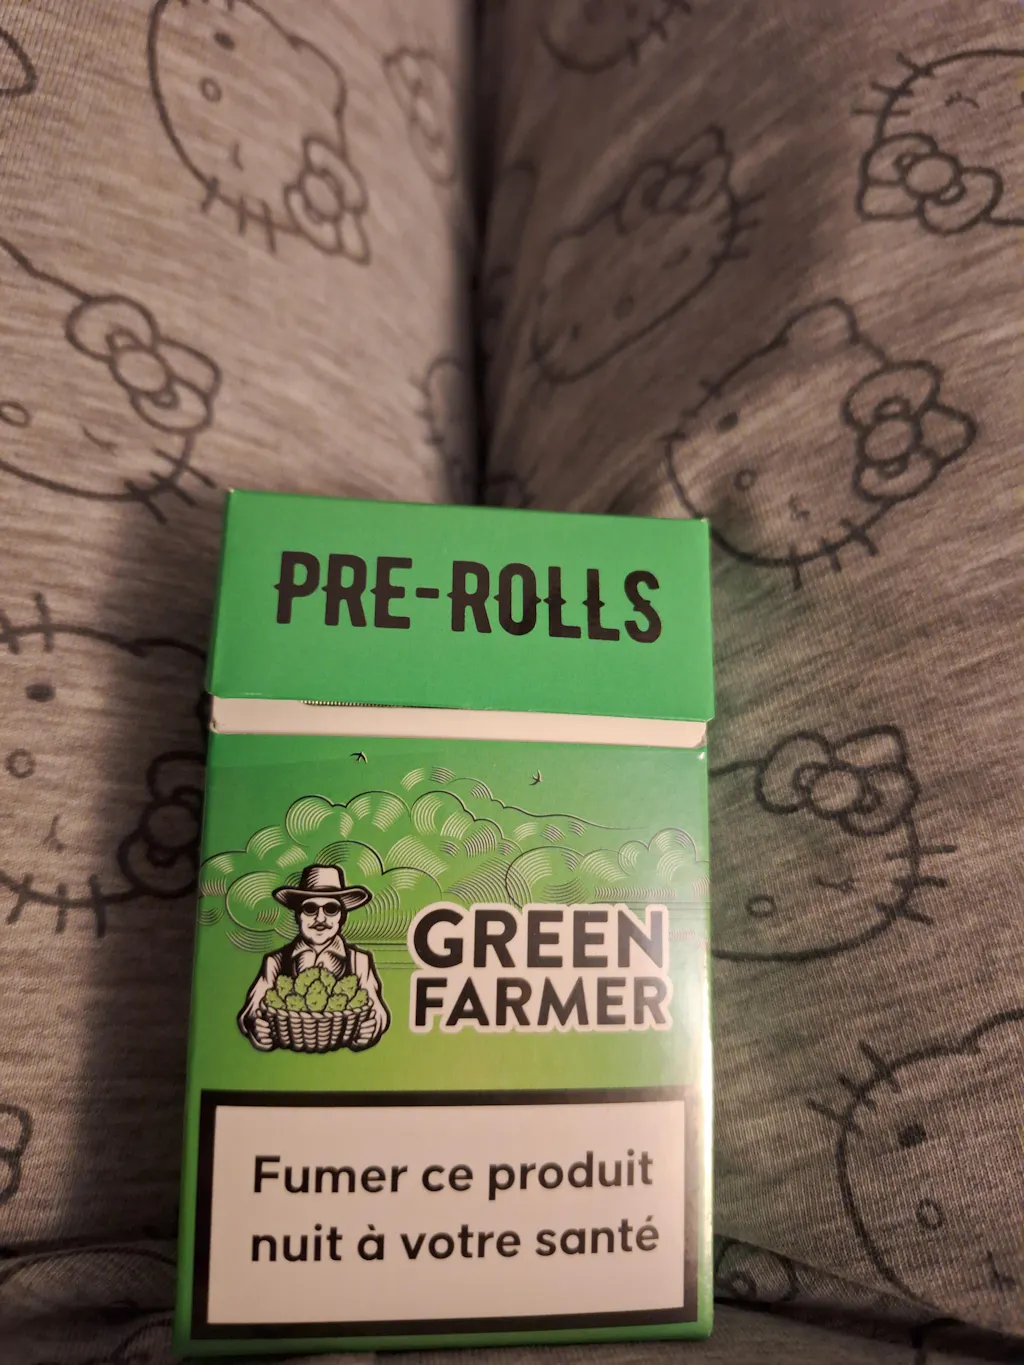 PRE-ROLLS
GREEN
FARMER
Fumer ce produit
nuit à votre santé